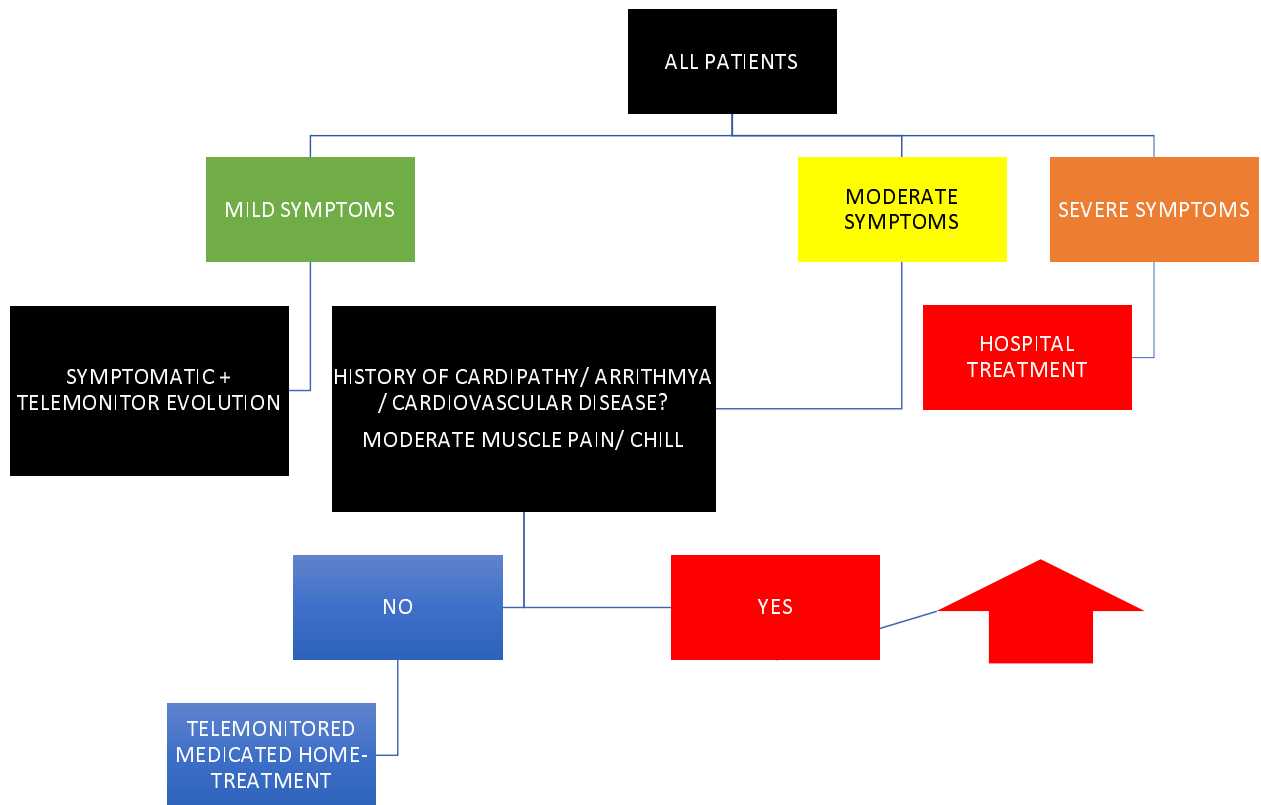 ALL PATIENTS
MILD SYMPTOMS
MODERATE
SYMPTOMS
SEVERE SYMPTOMS
SYMPTOMATIC +
TELEMONITOR EVOLUTION
HISTORY OF CARDIPATHY/ ARRITHMYA
/ CARDIOVASCULAR DISEASE?
MODERATE MUSCLE PAIN/ CHILL
HOSPITAL
TREATMENT
NO
YES
TELEMONITORED
MEDICATED HOME-
TREATMENT